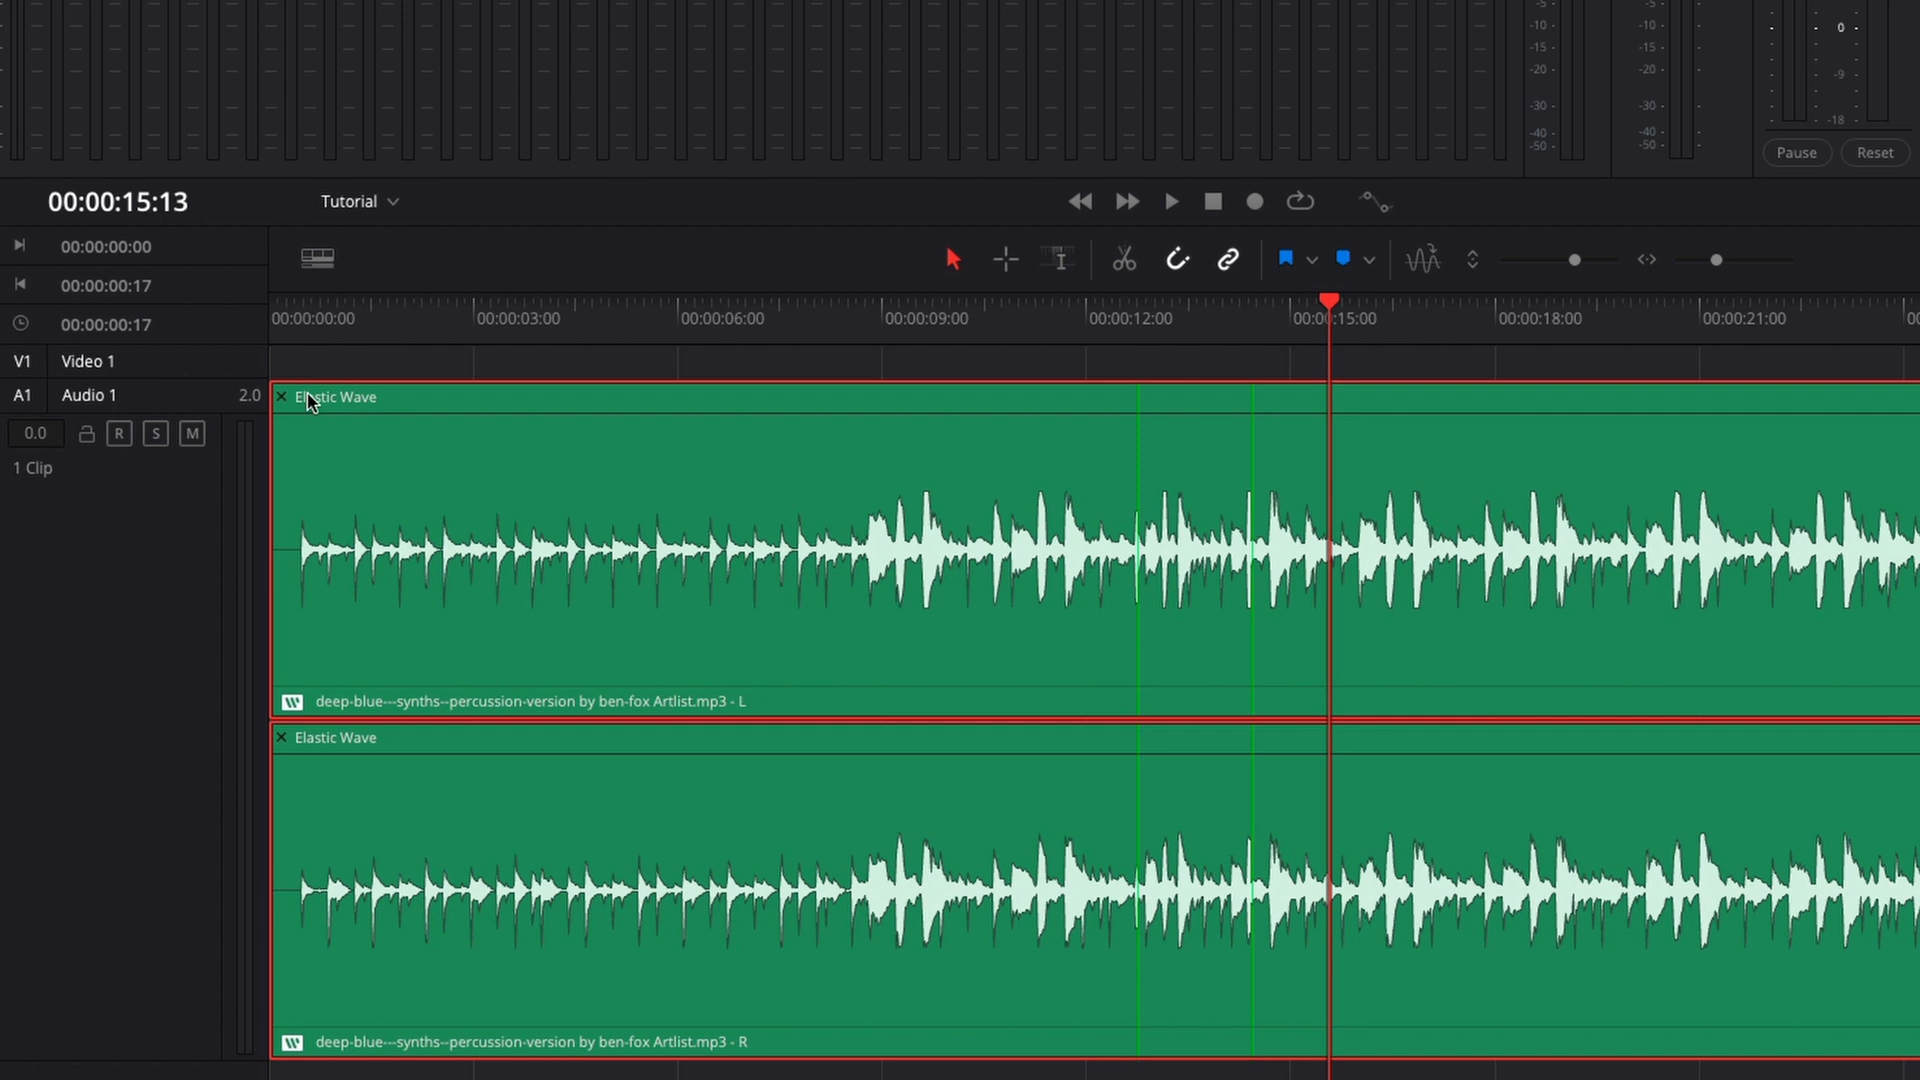 -5 -5
-10 -10 0
-15 -15
-20 -20 -9
-30 -30
-40 -40 -18
-50 -50
Pause Reset
00:00:15:13 Tutorial
00:00:00:00
00:00:00:17
00:00:00:17
00:00:00:00 00:00:03:00 00:00:06:00 00:00:09:00 00:00:12:00 00:00:15:00 00:00:18:00 00:00:21:00
V1 Video 1
A1 Audio 1 2.0
0.0 R S M
1 Clip
Elastic Wave
deep-blue---synths--percussion-version by ben-fox Artlist.mp3 - L
Elastic Wave
deep-blue---synths--percussion-version by ben-fox Artlist.mp3 - R